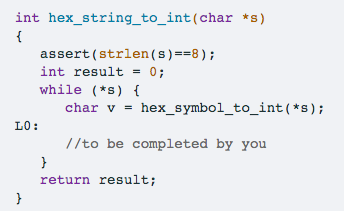 int hex_string_to_int(char *s)
{
assert(strlen(s)==8);
int result = 0;
while (*s) {
char v = hex_symbol_to_int(*s);
L0:
//to be completed by you
}
return result;
}